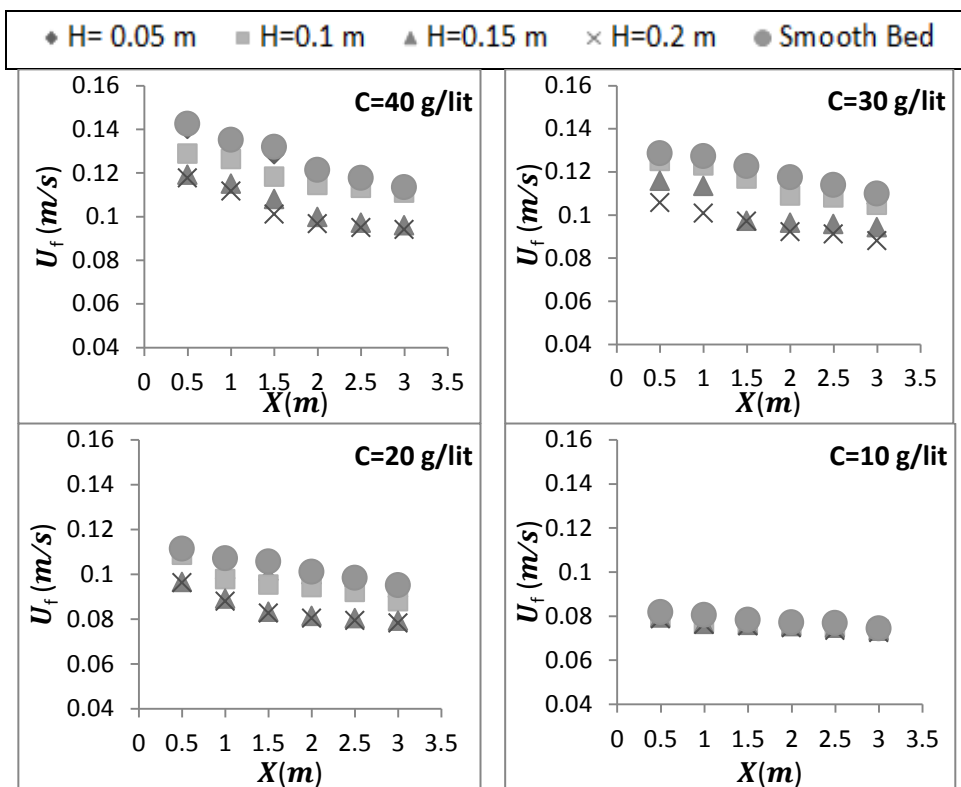 H= 0.05 m H=0.1 m H=0.15 m H=0.2 m Smooth Bed
C=40 g/lit
0.16
0.14
0.12
0.1
0.08
0.06
0.04
U_f (m/s)
0 0.5 1 1.5 2 2.5 3 3.5
X(m)
C=30 g/lit
0.16
0.14
0.12
0.1
0.08
0.06
0.04
U_f (m/s)
0 0.5 1 1.5 2 2.5 3 3.5
X(m)
C=20 g/lit
0.16
0.14
0.12
0.1
0.08
0.06
0.04
U_f (m/s)
0 0.5 1 1.5 2 2.5 3 3.5
X(m)
C=10 g/lit
0.16
0.14
0.12
0.1
0.08
0.06
0.04
U_f (m/s)
0 0.5 1 1.5 2 2.5 3 3.5
X(m)